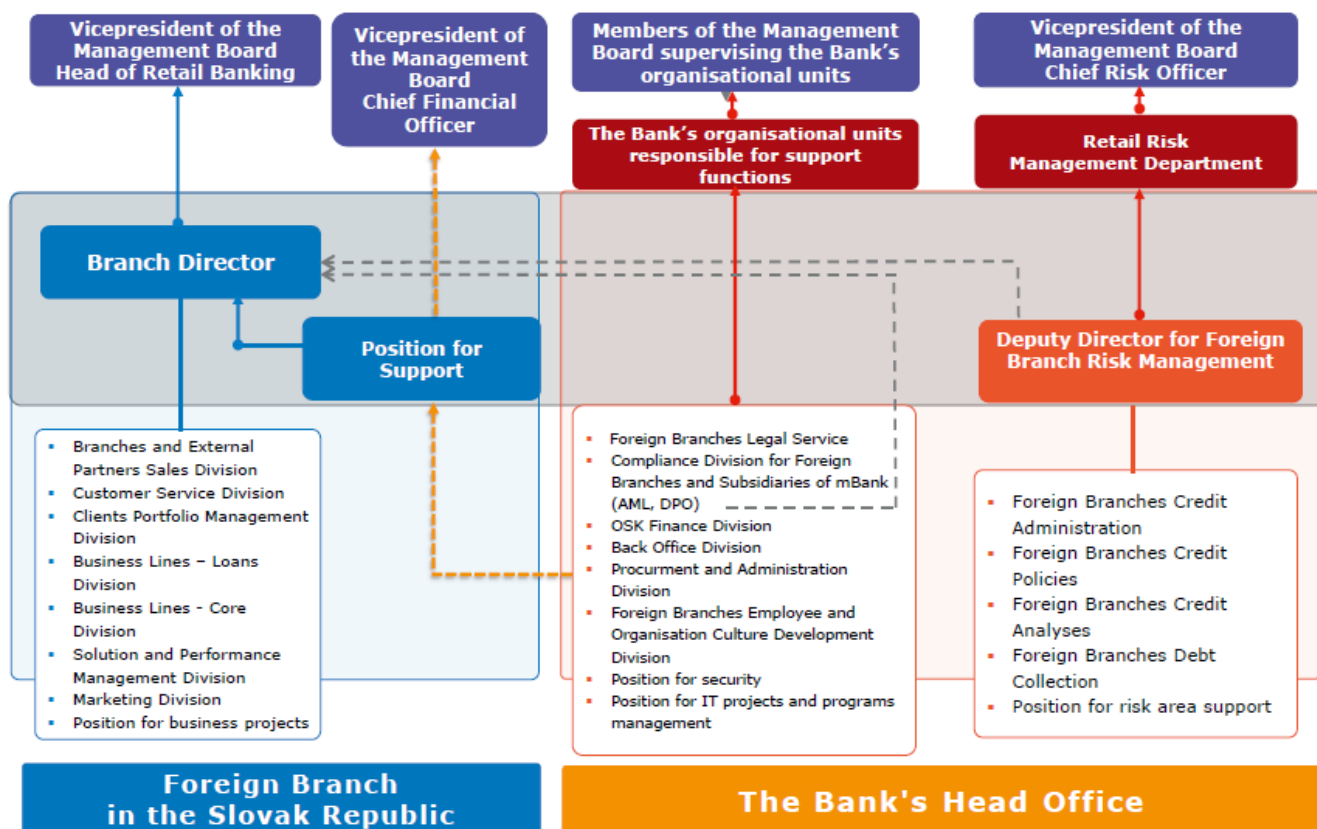 Vicepresident of the
Management Board
Head of Retail Banking
Vicepresident of
the Management
Board
Chief Financial
Officer
Members of the Management
Board supervising the Bank's
organisational units
Vicepresident of the
Management Board
Chief Risk Officer
The Bank's organisational units
responsible for support
functions
Retail Risk
Management Department
Branch Director
Position for
Support
Deputy Director for Foreign
Branch Risk Management
▪ Branches and External
Partners Sales Division
▪ Customer Service Division
▪ Clients Portfolio Management
Division
▪ Business Lines – Loans
Division
▪ Business Lines - Core
Division
▪ Solution and Performance
Management Division
▪ Marketing Division
▪ Position for business projects
▪ Foreign Branches Legal Service
▪ Compliance Division for Foreign
Branches and Subsidiaries of mBank
(AML, DPO)
▪ OSK Finance Division
▪ Back Office Division
▪ Procurment and Administration
Division
▪ Foreign Branches Employee and
Organisation Culture Development
Division
▪ Position for security
▪ Position for IT projects and programs
management
▪ Foreign Branches Credit
Administration
▪ Foreign Branches Credit
Policies
▪ Foreign Branches Credit
Analyses
▪ Foreign Branches Debt
Collection
▪ Position for risk area support
Foreign Branch
in the Slovak Republic
The Bank's Head Office